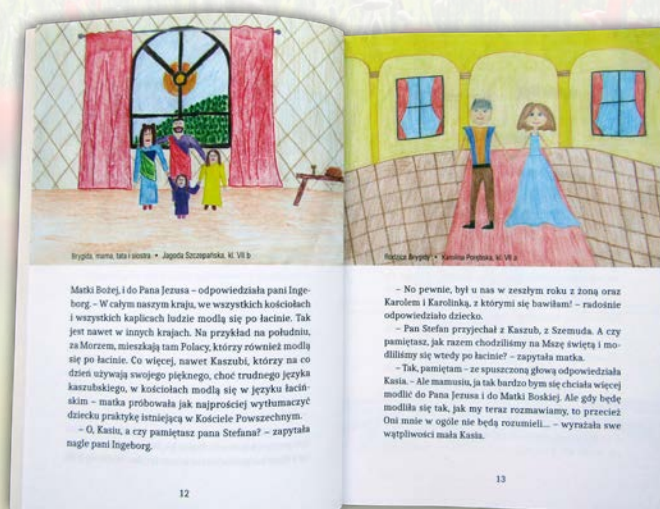 Brygida, mama, tata i siostra • Jagoda Szczepańska, kl. VII b
Matki Bożej, i do Pana Jezusa – odpowiedziała pani Inge-
borg. – W całym naszym kraju, we wszystkich kościołach
i wszystkich kaplicach ludzie modlą się po łacinie. Tak
jest nawet w innych krajach. Na przykład na południu,
za Morzem, mieszkają tam Polacy, którzy również modlą
się po łacinie. Co więcej, nawet Kaszubi, którzy na co
dzień używają swojego pięknego, choć trudnego języka
kaszubskiego, w kościołach modlą się w języku łaciń-
skim – matka próbowała jak najprościej wytłumaczyć
dziecku praktykę istniejącą w Kościele Powszechnym.
– O, Kasiu, a czy pamiętasz pana Stefana? – zapytała
nagle pani Ingeborg.
12
Rodzice Brygidy • Karolina Porębska, kl. VII a
– No pewnie, był u nas w zeszłym roku z żoną oraz
Karolem i Karolinką, z którymi się bawiłam! – radośnie
odpowiedziało dziecko.
– Pan Stefan przyjechał z Kaszub, z Szemuda. A czy
pamiętasz, jak razem chodziliśmy na Mszę świętą i mo-
dliliśmy się wtedy po łacinie? – zapytała matka.
– Tak, pamiętam – ze spuszczoną głową odpowiedziała
Kasia. – Ale mamusiu, ja tak bardzo bym się chciała więcej
modlić do Pana Jezusa i do Matki Boskiej. Ale gdy będę
modliła się tak, jak my teraz rozmawiamy, to przecież
Oni mnie w ogóle nie będą rozumieli... – wyrażała swe
wątpliwości mała Kasia.
13